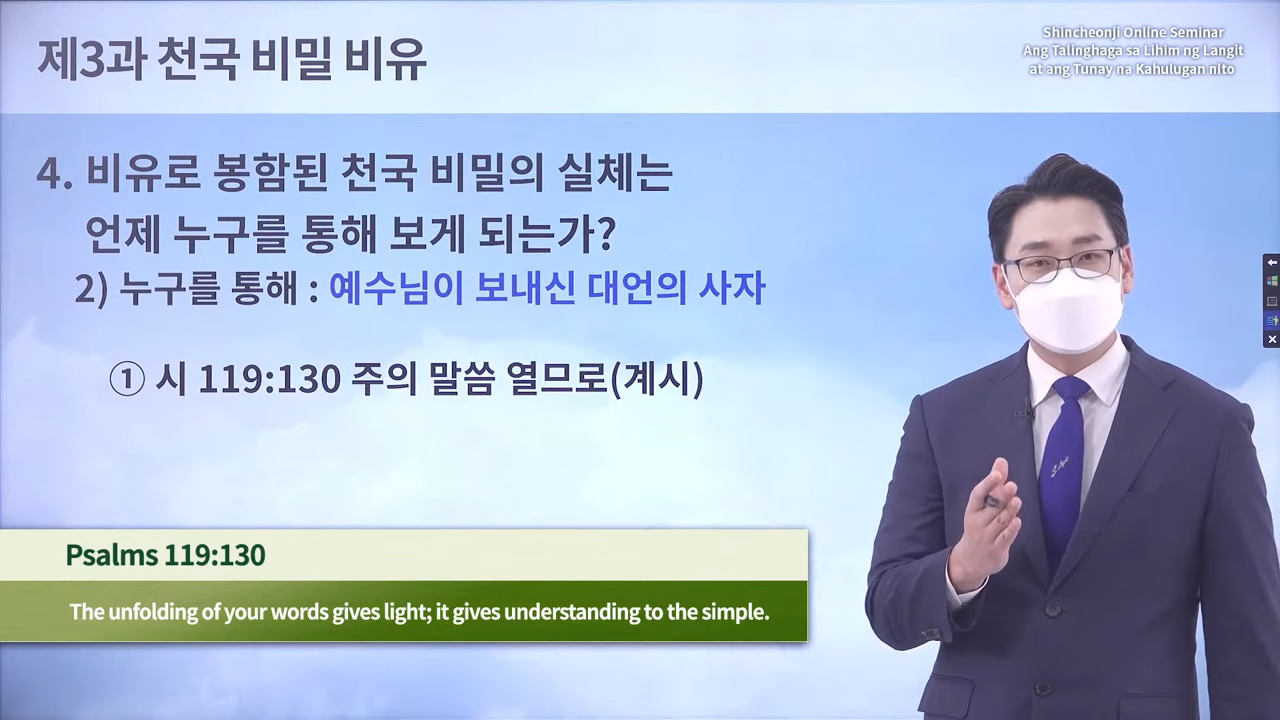 제3과 천국 비밀 비유
Shincheonji Online Seminar
Ang Talinghaga sa Lihim ng Langit
at ang Tunay na Kahulugan nito
4. 비유로 봉함된 천국 비밀의 실체는
언제 누구를 통해 보게 되는가?
2) 누구를 통해 : 예수님이 보내신 대언의 사자
① 시 119:130 주의 말씀 열므로(계시)
Psalms 119:130
The unfolding of your words gives light; it gives understanding to the simple.